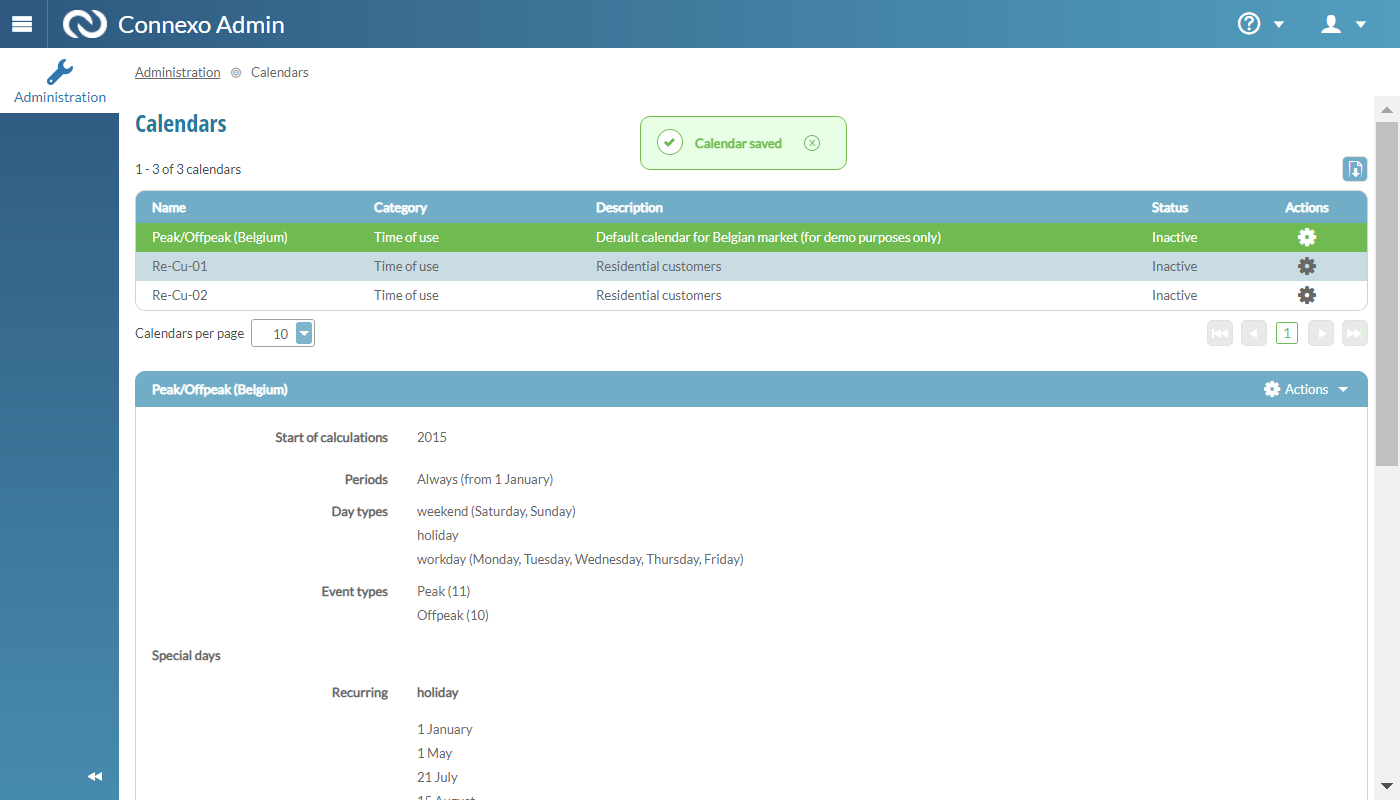 Connexo Admin
Administration
Administration Calendars
Calendars
Calendar saved
1 - 3 of 3 calendars
Name Category Description Status Actions
Peak/Offpeak (Belgium) Time of use Default calendar for Belgian market (for demo purposes only) Inactive
Re-Cu-01 Time of use Residential customers Inactive
Re-Cu-02 Time of use Residential customers Inactive
Calendars per page 10 1
Peak/Offpeak (Belgium) Actions
Start of calculations 2015
Periods Always (from 1 January)
Day types weekend (Saturday, Sunday)
holiday
workday (Monday, Tuesday, Wednesday, Thursday, Friday)
Event types Peak (11)
Offpeak (10)
Special days
Recurring holiday
1 January
1 May
21 July
15 August